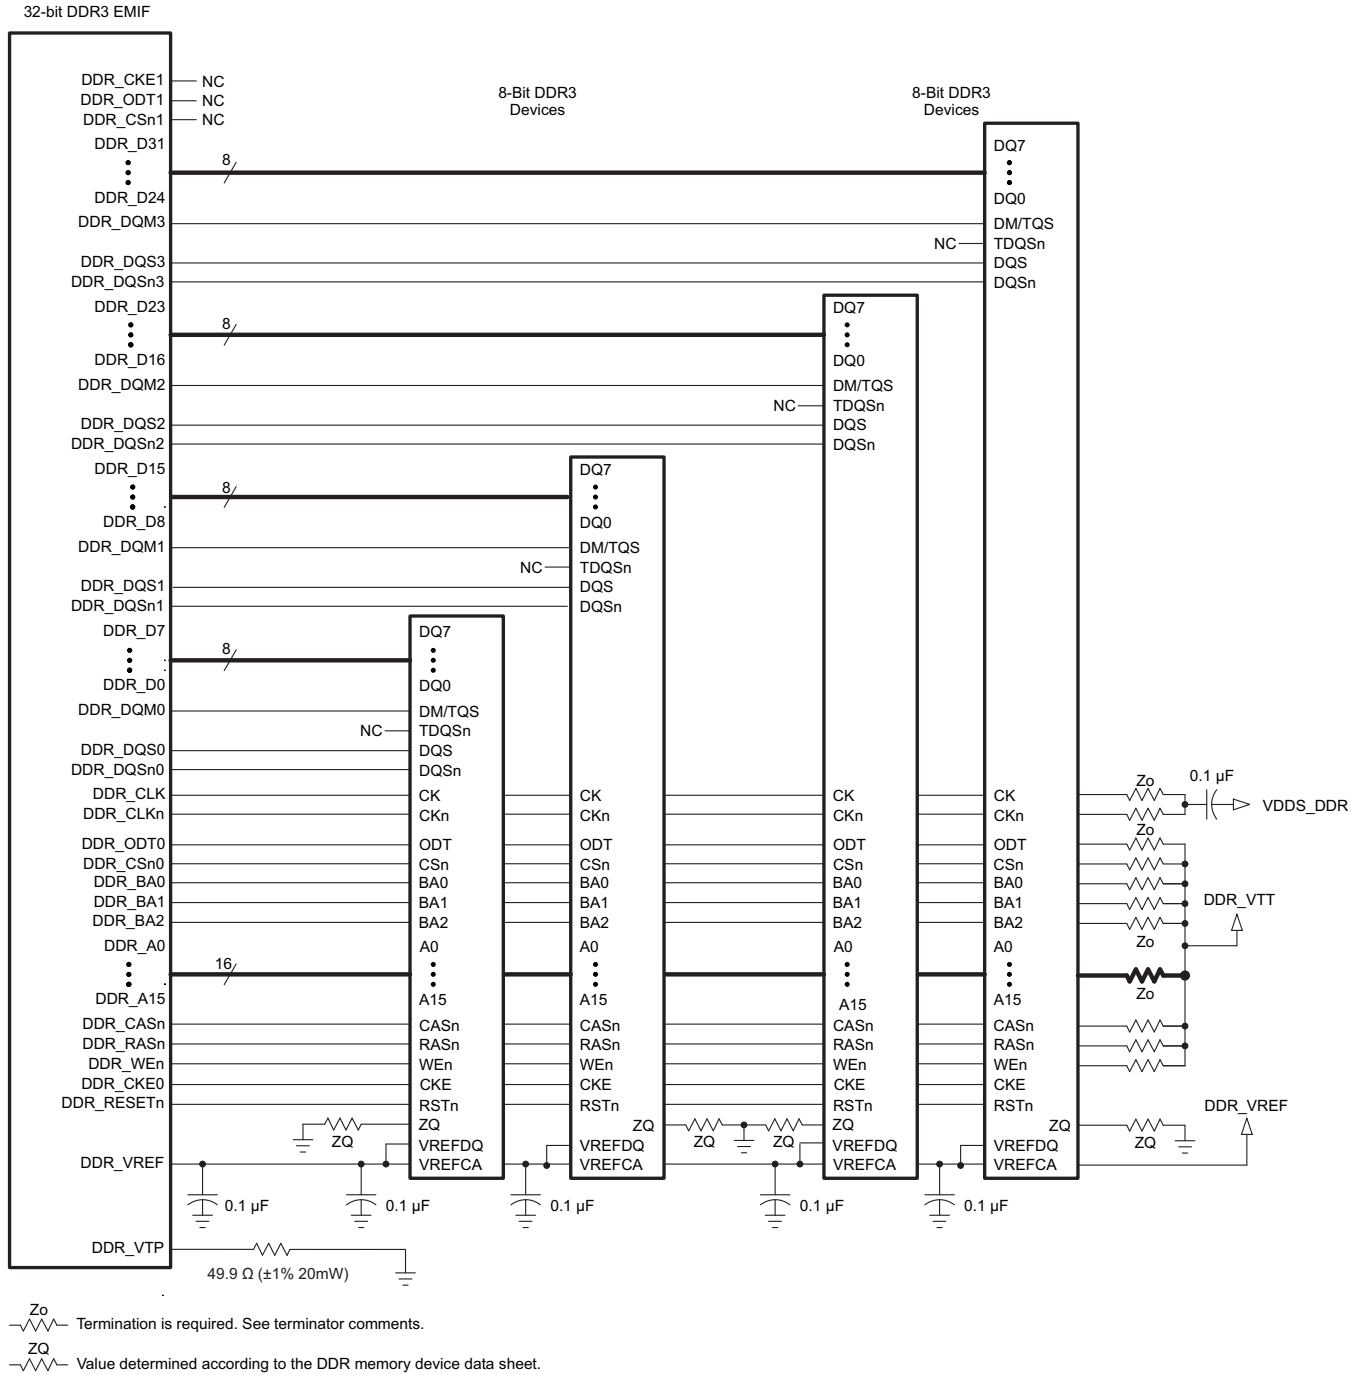 32-bit DDR3 EMIF
DDR_CKE1
NC
DDR_ODT1
NC
DDR_CSn1
NC
8-Bit DDR3
Devices
8-Bit DDR3
Devices
DDR_D31
8
DDR_D24
DDR_DQM3
DDR_DQS3
DDR_DQSn3
DQ7
DQ0
DM/TQS
NC
TDQSn
DQS
DQSn
DDR_D23
8
DDR_D16
DDR_DQM2
DDR_DQS2
DDR_DQSn2
DQ7
DQ0
DM/TQS
NC
TDQSn
DQS
DQSn
DDR_D15
8
DDR_D8
DDR_DQM1
DDR_DQS1
DDR_DQSn1
DQ7
DQ0
DM/TQS
NC
TDQSn
DQS
DQSn
DDR_D7
8
DDR_D0
DDR_DQM0
DDR_DQS0
DDR_DQSn0
DQ7
DQ0
DM/TQS
NC
TDQSn
DQS
DQSn
DDR_CLK
DDR_CLKn
DDR_ODT0
DDR_CSn0
DDR_BA0
DDR_BA1
DDR_BA2
DDR_A0
16
DDR_A15
DDR_CASn
DDR_RASn
DDR_WEn
DDR_CKE0
DDR_RESETn
DDR_VREF
DDR_VTP
CK
CKn
ODT
CSn
BA0
BA1
BA2
A0
A15
CASn
RASn
WEn
CKE
RSTn
ZQ
VREFDQ
VREFCA
CK
CKn
ODT
CSn
BA0
BA1
BA2
A0
A15
CASn
RASn
WEn
CKE
RSTn
ZQ
VREFDQ
VREFCA
CK
CKn
ODT
CSn
BA0
BA1
BA2
A0
A15
CASn
RASn
WEn
CKE
RSTn
ZQ
VREFDQ
VREFCA
CK
CKn
ODT
CSn
BA0
BA1
BA2
A0
A15
CASn
RASn
WEn
CKE
RSTn
ZQ
VREFDQ
VREFCA
Zo
0.1 µF
VDDS_DDR
Zo
DDR_VTT
Zo
Zo
DDR_VREF
ZQ
ZQ
ZQ
ZQ
0.1 µF
0.1 µF
0.1 µF
0.1 µF
0.1 µF
49.9 Ω (±1% 20mW)
Zo
Termination is required. See terminator comments.
ZQ
Value determined according to the DDR memory device data sheet.